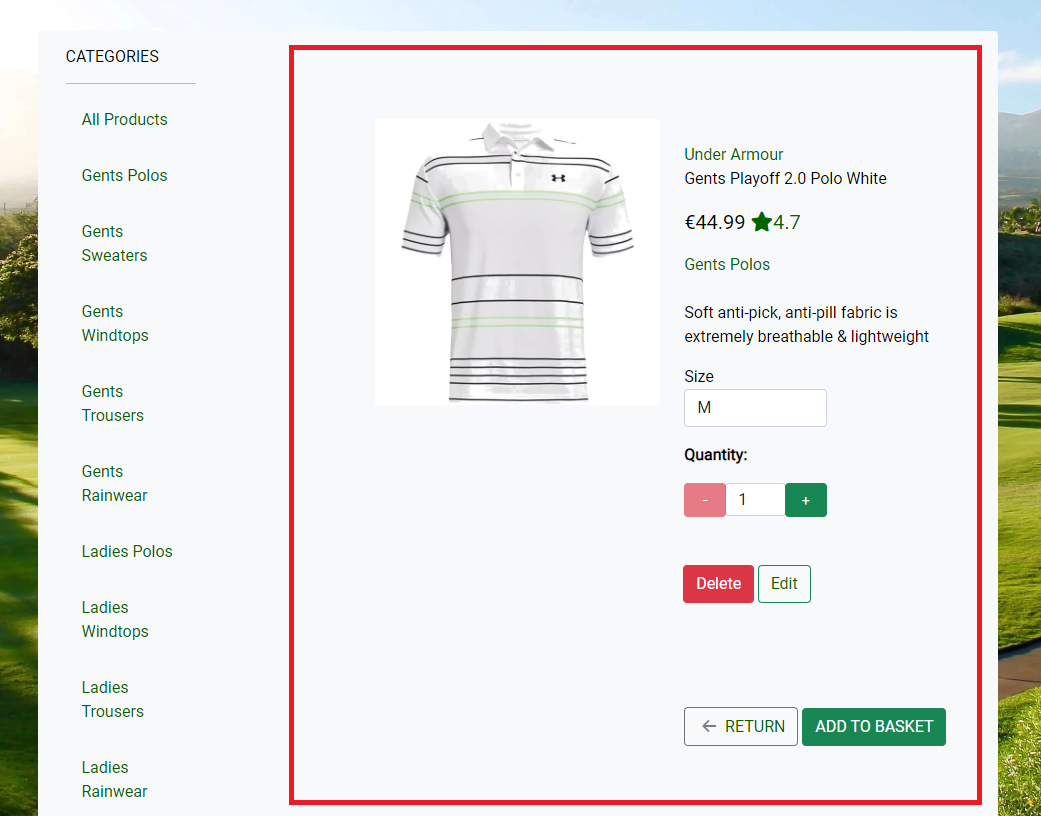 CATEGORIES
All Products
Gents Polos
Gents
Sweaters
Gents
Windtops
Gents
Trousers
Gents
Rainwear
Ladies Polos
Ladies
Windtops
Ladies
Trousers
Ladies
Rainwear
Under Armour
Gents Playoff 2.0 Polo White
€44.99 4.7
Gents Polos
Soft anti-pick, anti-pill fabric is
extremely breathable & lightweight
Size
M
Quantity:
- 1 +
Delete Edit
← RETURN ADD TO BASKET